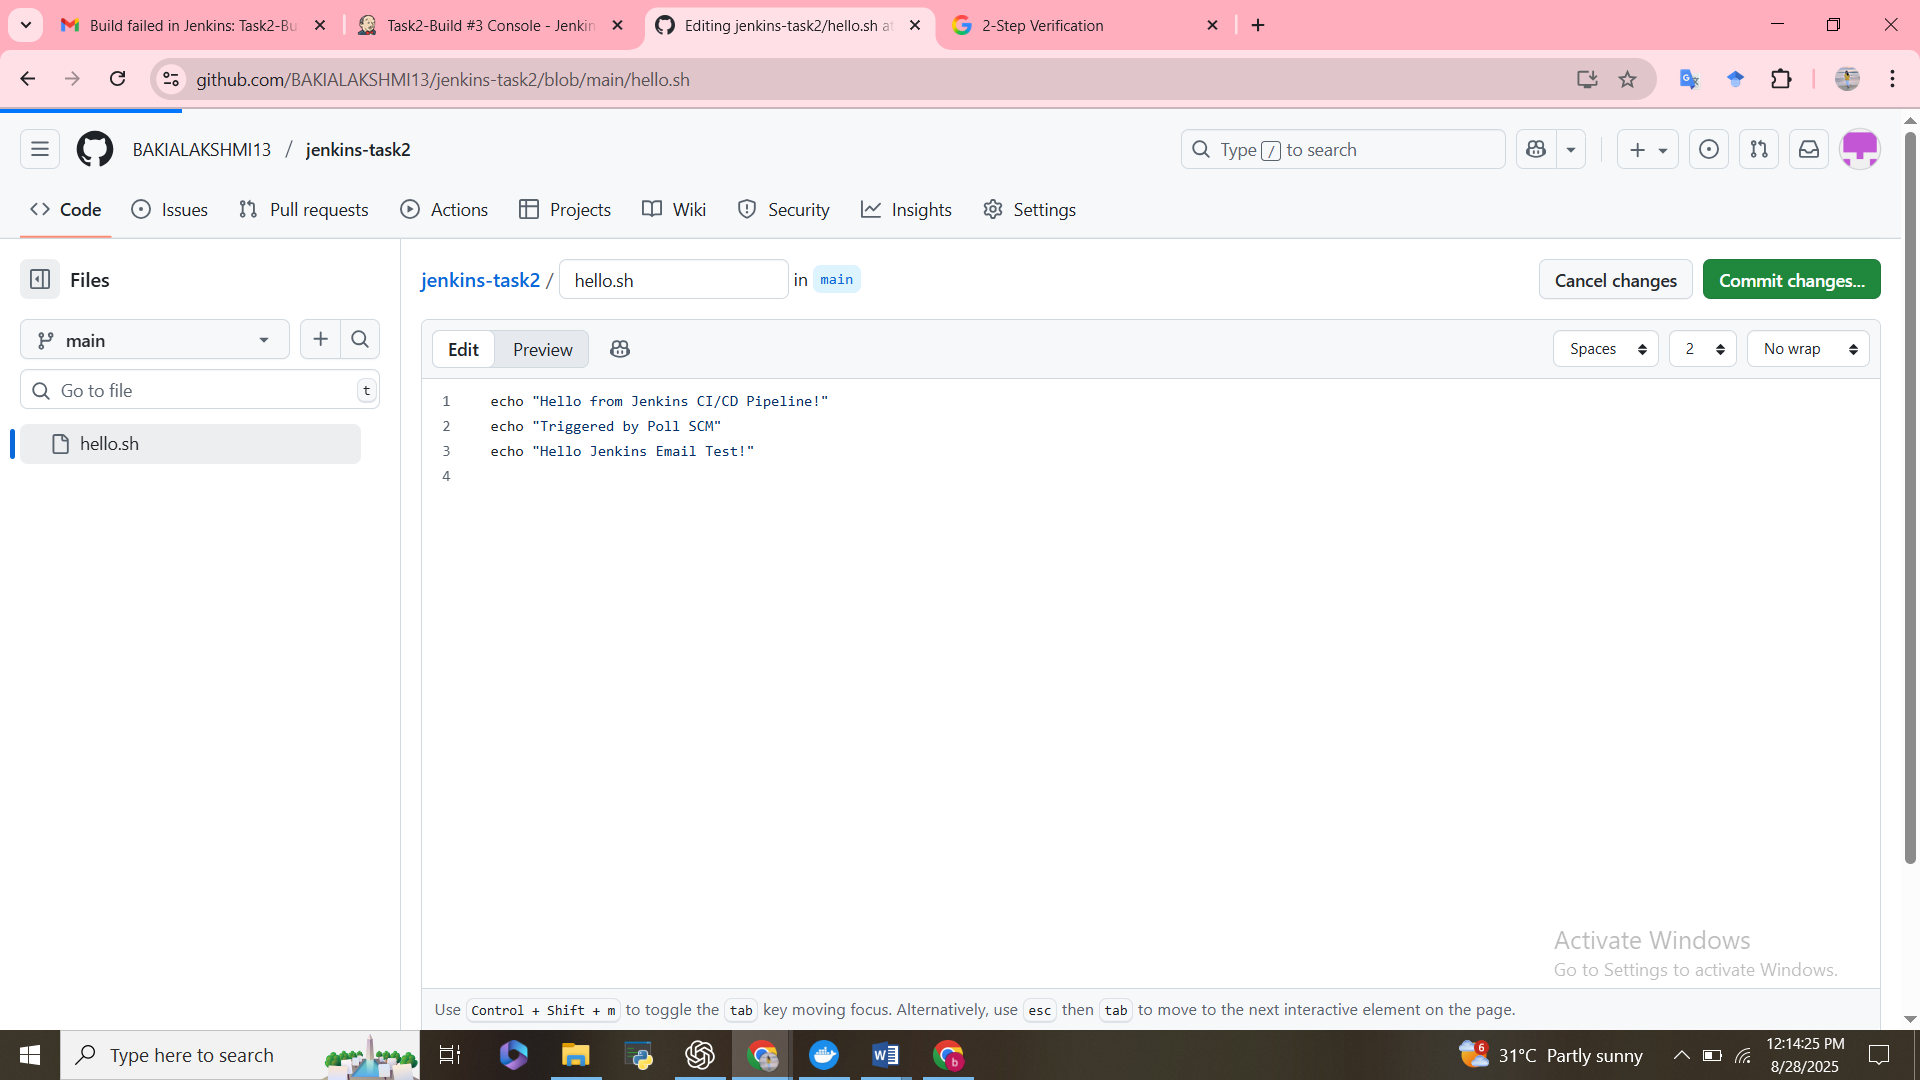 Build failed in Jenkins: Task2-Bu
Task2-Build #3 Console - Jenkin
Editing jenkins-task2/hello.sh at
2-Step Verification
github.com/BAKIALAKSHMI13/jenkins-task2/blob/main/hello.sh
BAKIALAKSHMI13 / jenkins-task2
Type / to search
Code
Issues
Pull requests
Actions
Projects
Wiki
Security
Insights
Settings
Files
jenkins-task2 / hello.sh in main
Cancel changes
Commit changes...
main
Edit
Preview
Spaces
2
No wrap
Go to file
t
hello.sh
1 echo "Hello from Jenkins CI/CD Pipeline!"
2 echo "Triggered by Poll SCM"
3 echo "Hello Jenkins Email Test!"
4
Activate Windows
Go to Settings to activate Windows.
Use Control + Shift + m to toggle the tab key moving focus. Alternatively, use esc then tab to move to the next interactive element on the page.
Type here to search
6
31°C Partly sunny
12:14:25 PM
8/28/2025